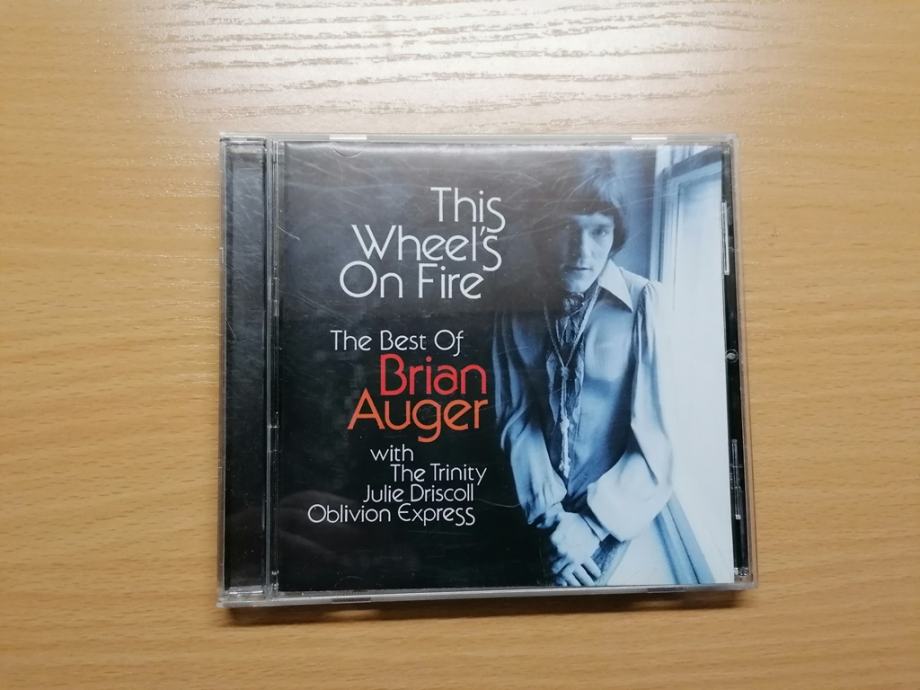 This
Wheel's
On Fire
The Best Of
Brian
Auger
with
The Trinity
Julie Driscoll
Oblivion Express